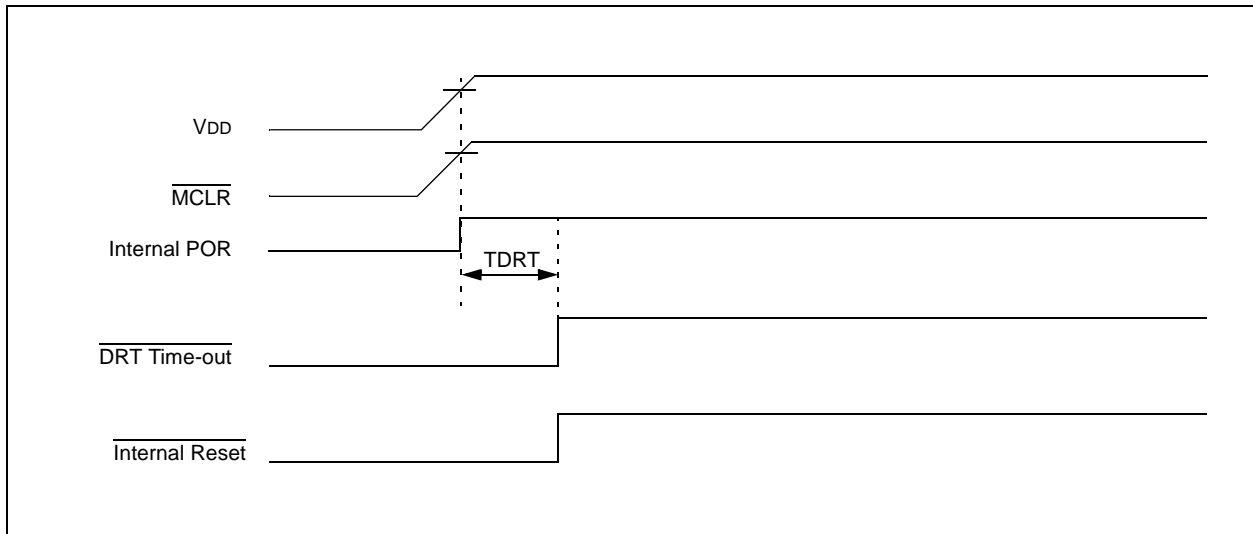 VDD
MCLR
Internal POR
TDRT
DRT Time-out
Internal Reset